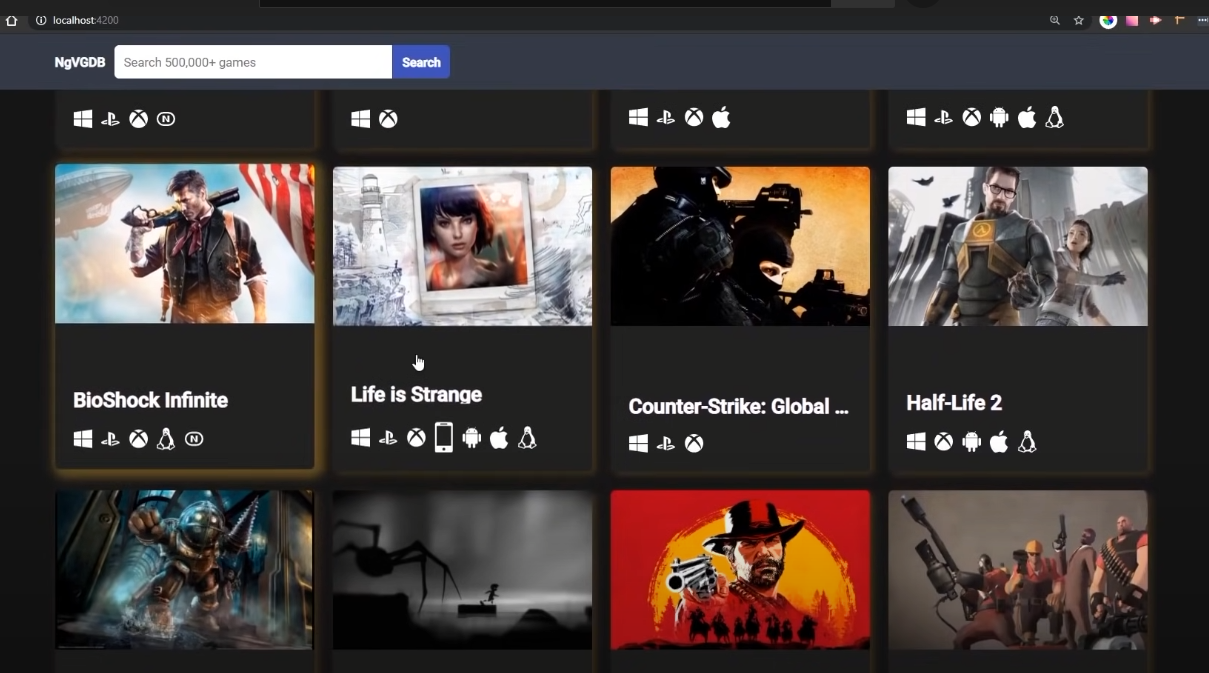 localhost:4200
NgVGDB
Search 500,000+ games
Search
N
BioShock Infinite
Life is Strange
Counter-Strike: Global ...
Half-Life 2
N